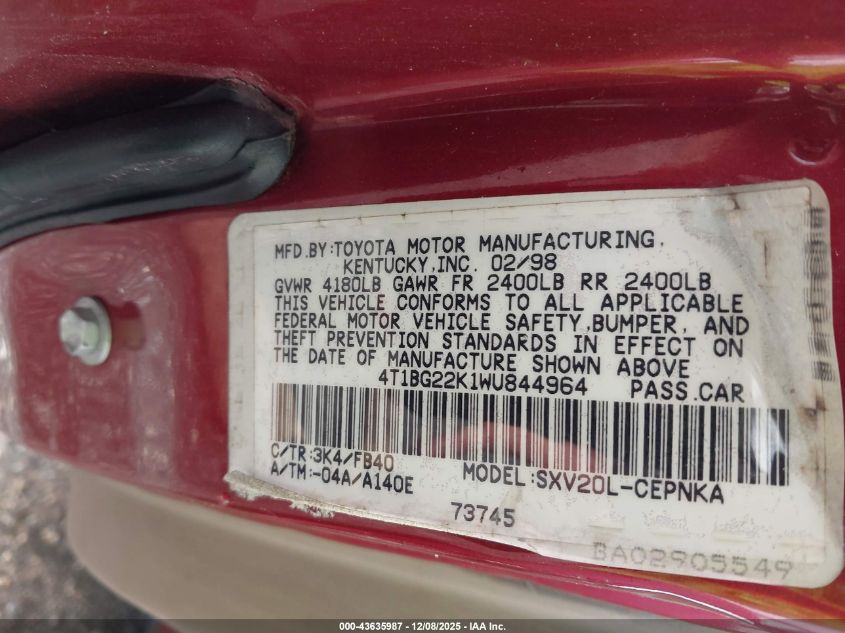 MFD.BY:TOYOTA MOTOR MANUFACTURING,
KENTUCKY,INC. 02/98
GVWR 4180LB GAWR FR 2400LB RR 2400LB
THIS VEHICLE CONFORMS TO ALL APPLICABLE
FEDERAL MOTOR VEHICLE SAFETY,BUMPER, AND
THEFT PREVENTION STANDARDS IN EFFECT ON
THE DATE OF MANUFACTURE SHOWN ABOVE
4T1BG22K1WU844964 PASS.CAR
C/TR:3K4/FB40
A/TM:-04A/A140E
MODEL:SXV20L-CEPNKA
73745
BA02905549
000-43635987 - 12/08/2025 - IAA Inc.